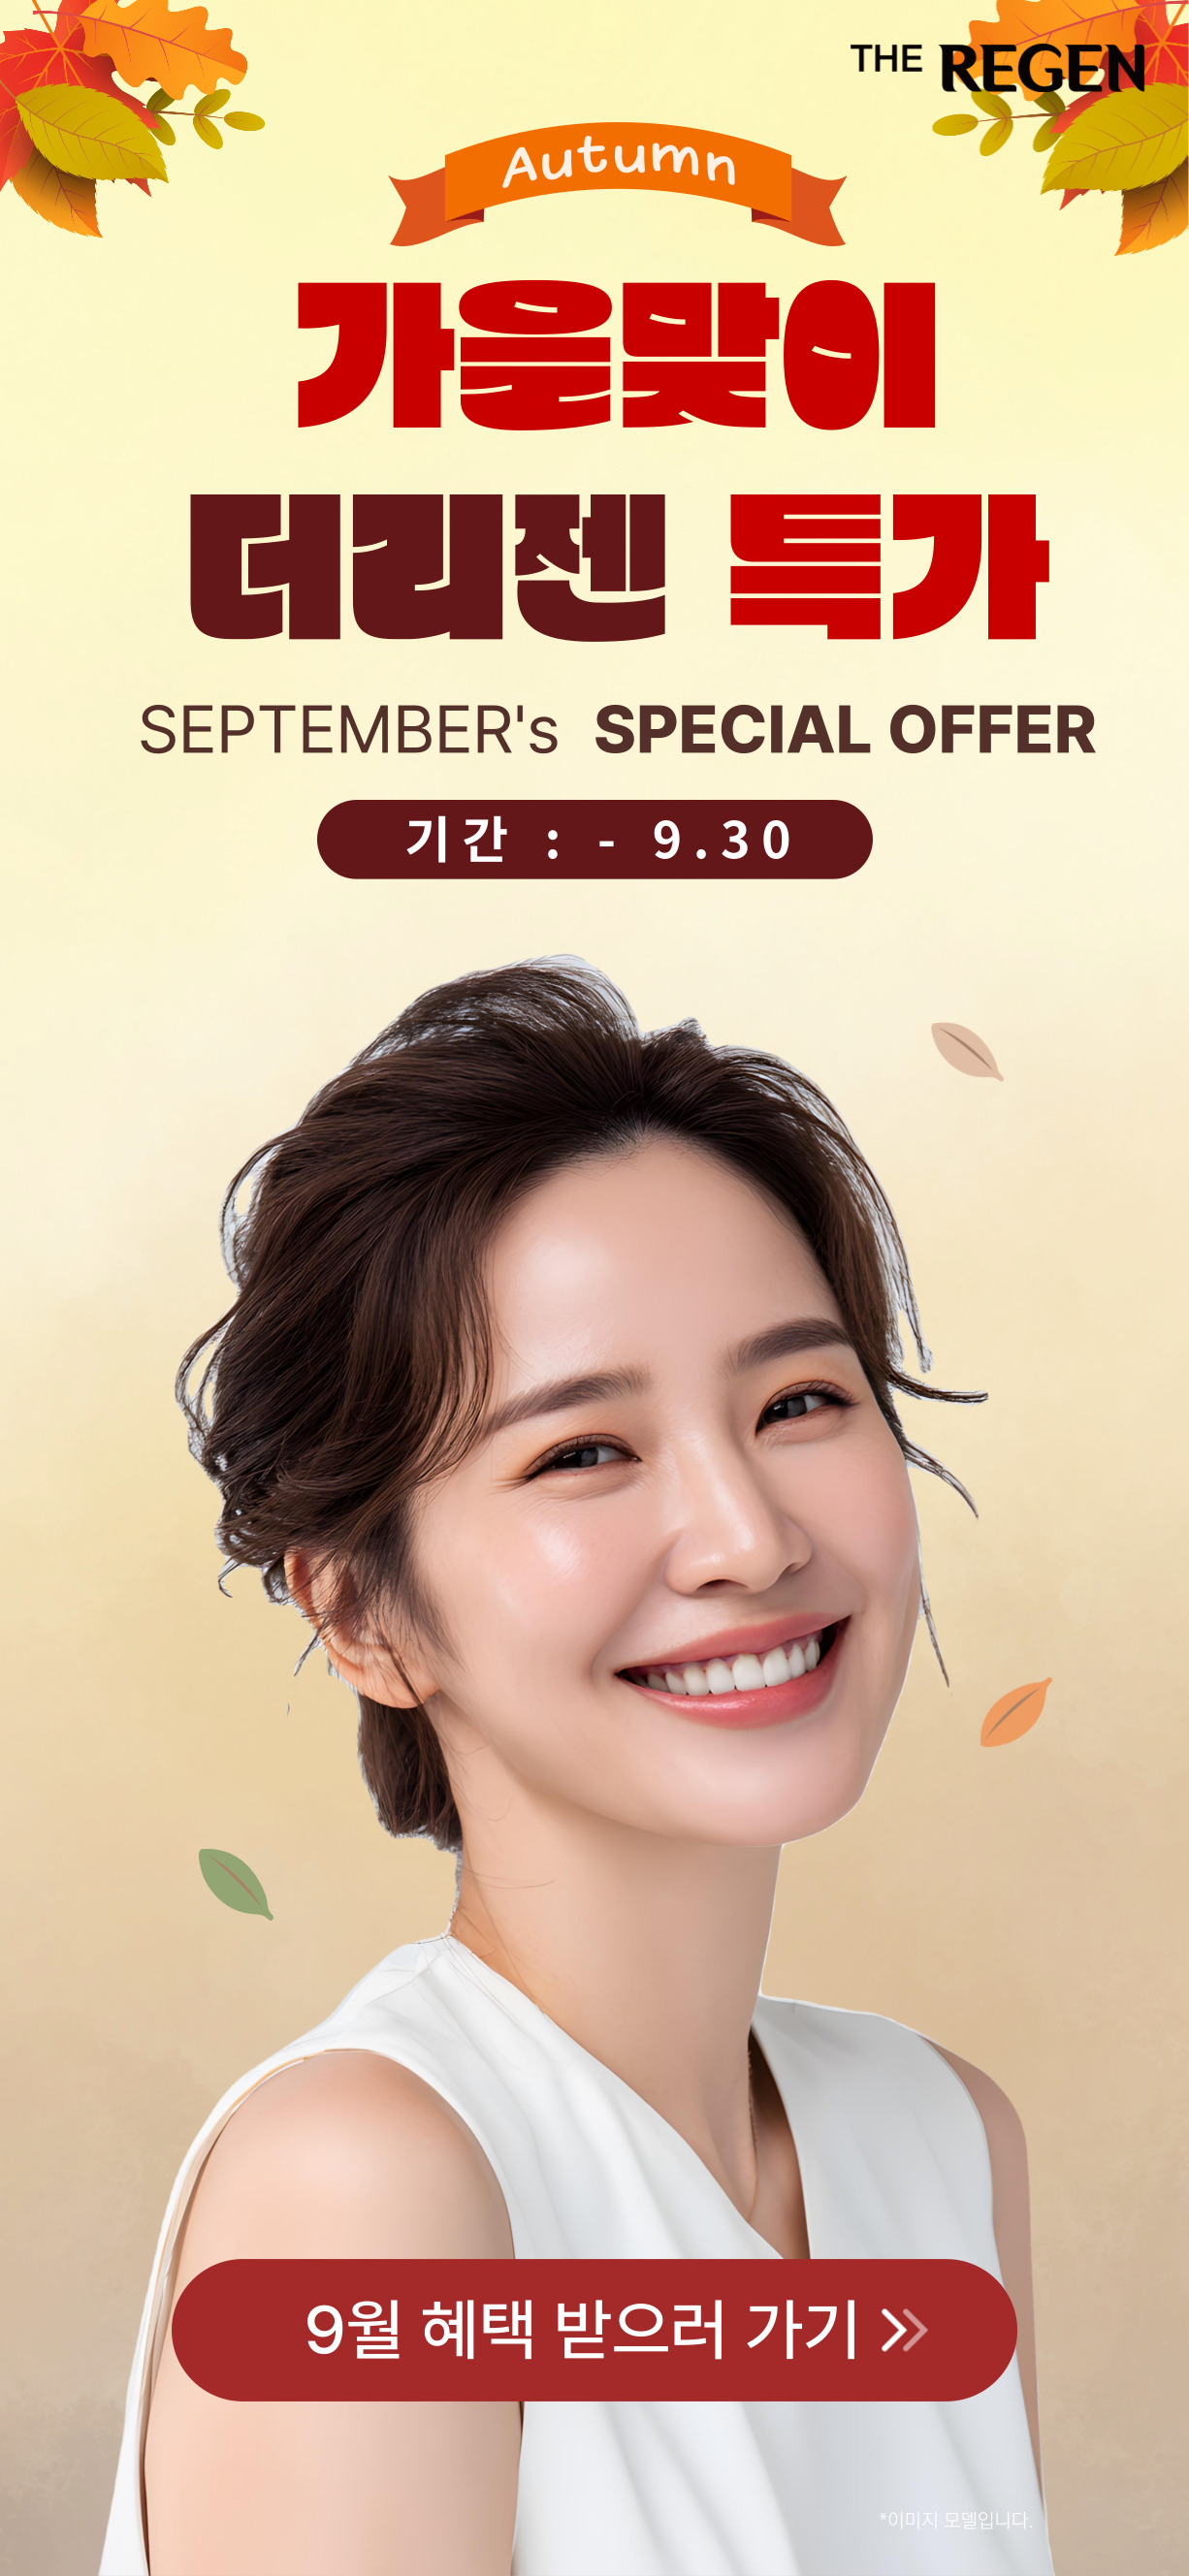 THE REGEN
Autumn
가을맞이
더리젠 특가
SEPTEMBER's SPECIAL OFFER
기간 : - 9.30
9월 혜택 받으러 가기
*이미지 모델입니다.